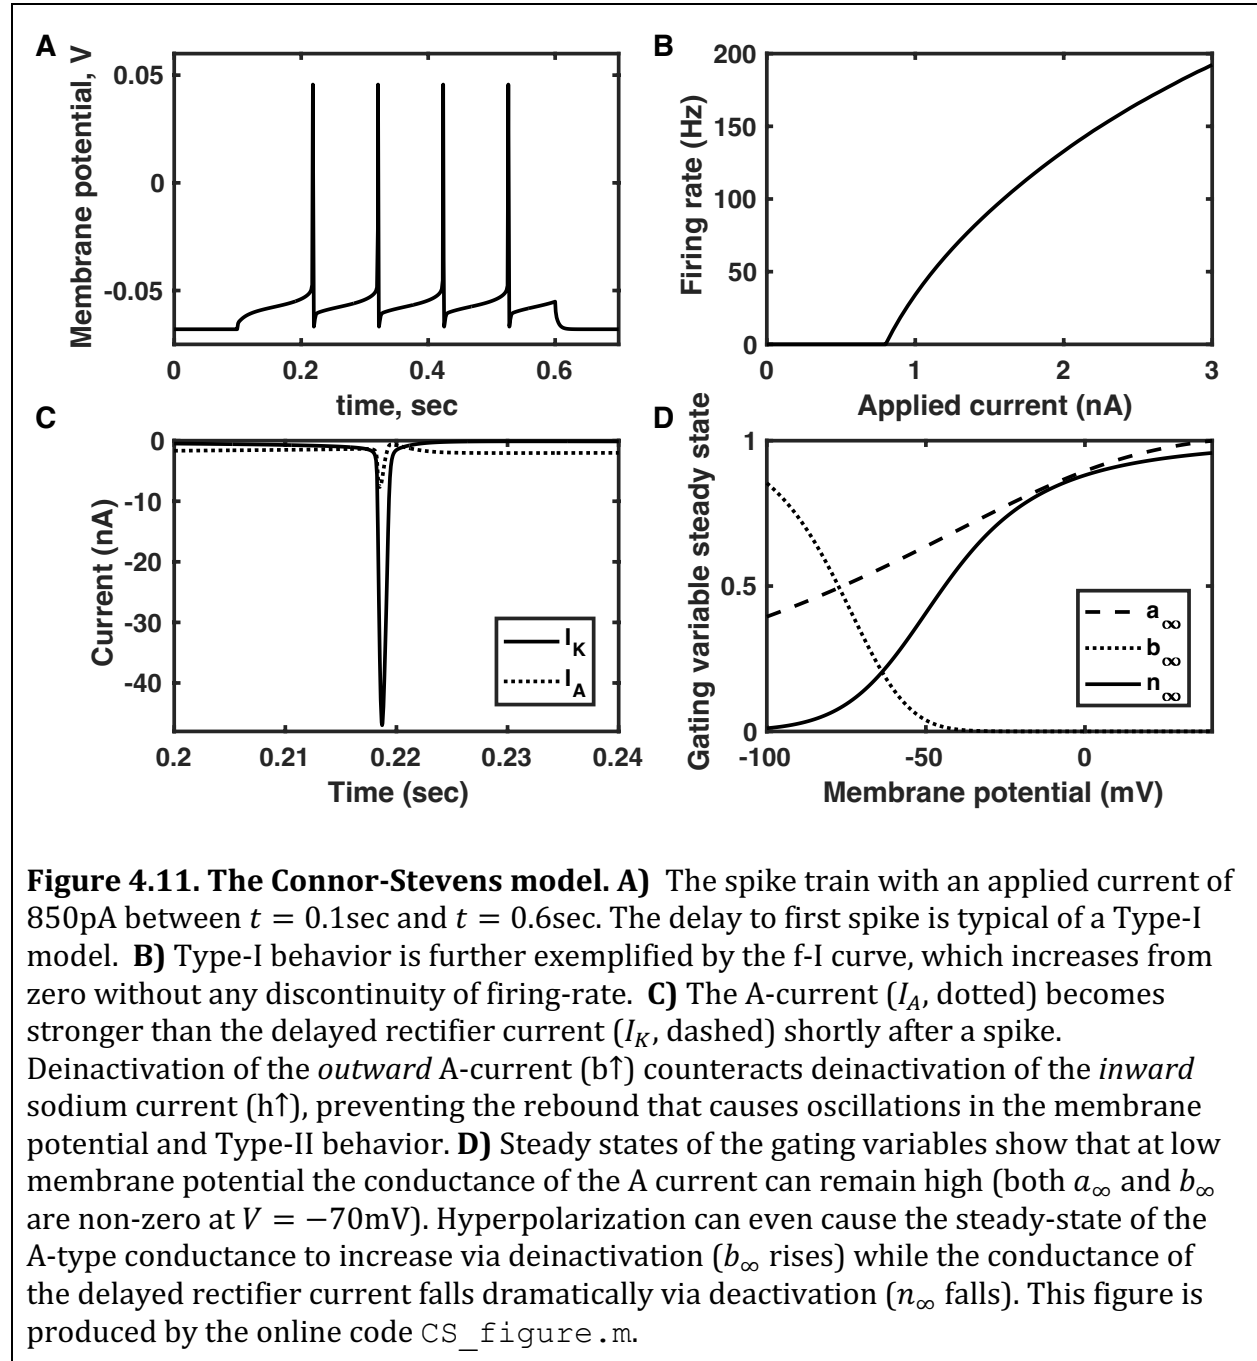 A
Membrane potential, V
0.05
0
-0.05
0
0.2
0.4
0.6
time, sec
B
Firing rate (Hz)
200
150
100
50
0
0
1
2
3
Applied current (nA)
C
Current (nA)
0
-10
-20
-30
-40
I_K
I_A
0.2
0.21
0.22
0.23
0.24
Time (sec)
D
Gating variable steady state
1
0.5
0
a_∞
b_∞
n_∞
-100
-50
0
Membrane potential (mV)
Figure 4.11. The Connor-Stevens model. A) The spike train with an applied current of
850pA between t = 0.1sec and t = 0.6sec. The delay to first spike is typical of a Type-I
model. B) Type-I behavior is further exemplified by the f-I curve, which increases from
zero without any discontinuity of firing-rate. C) The A-current (I_A, dotted) becomes
stronger than the delayed rectifier current (I_K, dashed) shortly after a spike.
Deinactivation of the outward A-current (b↑) counteracts deinactivation of the inward
sodium current (h↑), preventing the rebound that causes oscillations in the membrane
potential and Type-II behavior. D) Steady states of the gating variables show that at low
membrane potential the conductance of the A current can remain high (both a_∞ and b_∞
are non-zero at V = −70mV). Hyperpolarization can even cause the steady-state of the
A-type conductance to increase via deinactivation (b_∞ rises) while the conductance of
the delayed rectifier current falls dramatically via deactivation (n_∞ falls). This figure is
produced by the online code CS_figure.m.